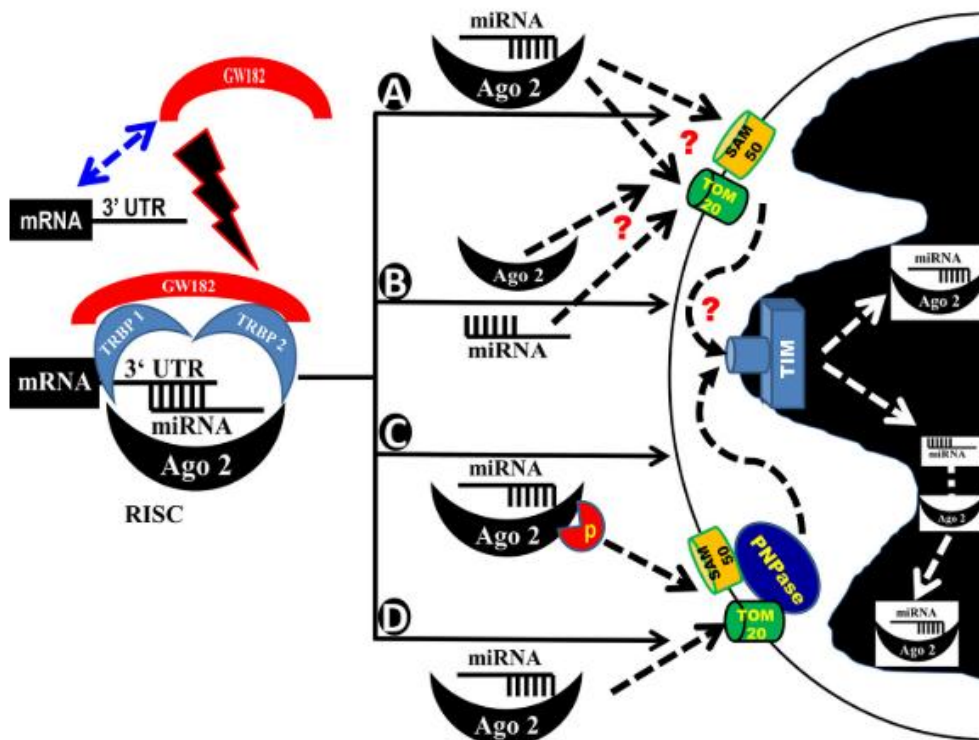 GW182
mRNA
3’ UTR
GW182
TRBP 1
TRBP 2
mRNA
3‘ UTR
miRNA
Ago 2
RISC
A
miRNA
Ago 2
?
SAM
50
TOM
20
B
Ago 2
?
miRNA
C
miRNA
Ago 2
p
D
miRNA
Ago 2
SAM
50
PNPase
TOM
20
?
TIM
miRNA
Ago 2
miRNA
Ago 2
miRNA
Ago 2